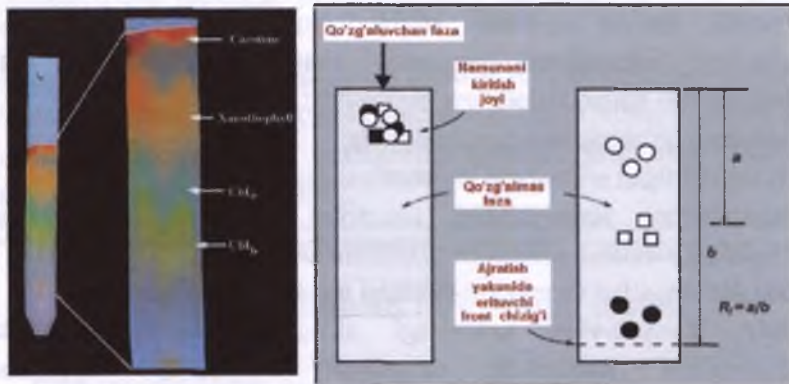 Carotene
Xanthophyll
Chl
Chl
Qo'zg'aluvchan faza
Namunani
kiritish
joyi
Qo'zg'almas
faza
Ajratish
yakunida
erituvchi
front chizig'i
a
b
Rf=a/b